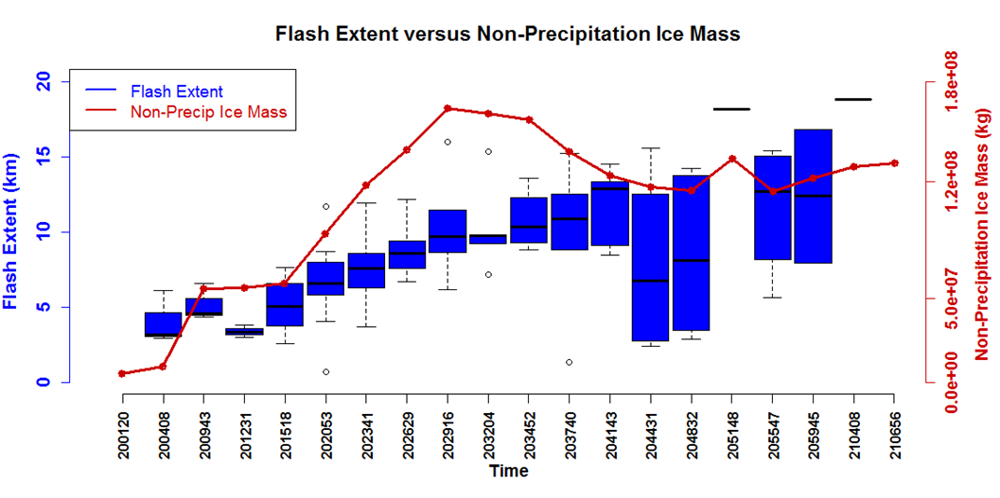 Flash Extent versus Non-Precipitation Ice Mass
Flash Extent
Non-Precip Ice Mass
Flash Extent (km)
20
15
10
5
0
1.8e+08
1.2e+08
5.0e+07
0.0e+00
Non-Precipitation Ice Mass (kg)
200120 200408 200943 201231 201518 202053 202341 202629 202916 203204 203452 203740 204143 204431 204832 205148 205547 205945 210408 210656
Time